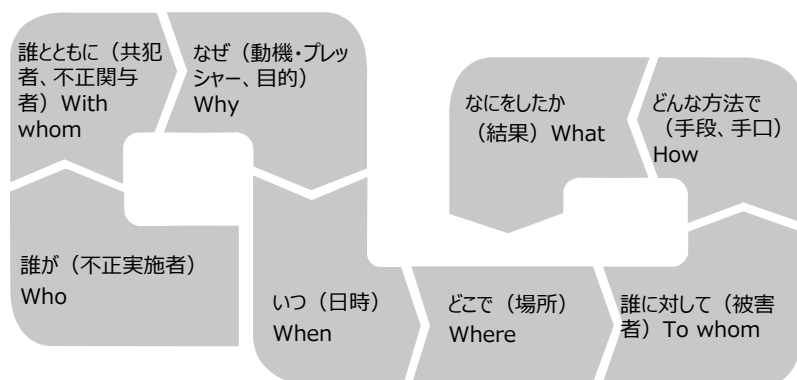 誰が（不正実施者）
Who
誰とともに（共犯
者、不正関与
者）With
whom
なぜ（動機・プレッ
シャー、目的）
Why
いつ（日時）
When
どこで（場所）
Where
誰に対して（被害
者）To whom
どんな方法で
（手段、手口）
How
なにをしたか
（結果）What